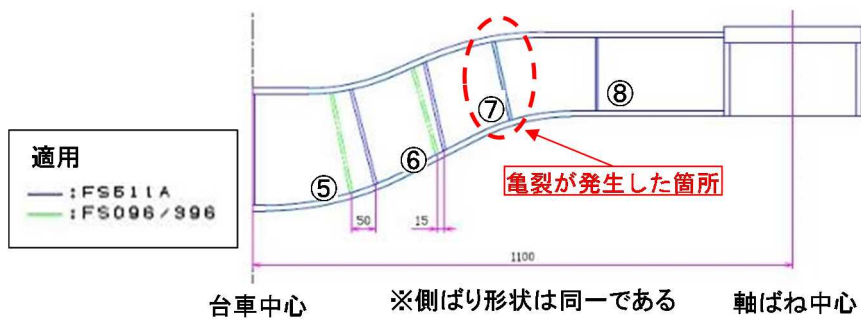 ⑦
⑧
適用
⑥
:FS511A
亀裂が発生した箇所
⑤
:FS096/396
50
15
1100
台車中心
※側ばり形状は同一である
軸ばね中心